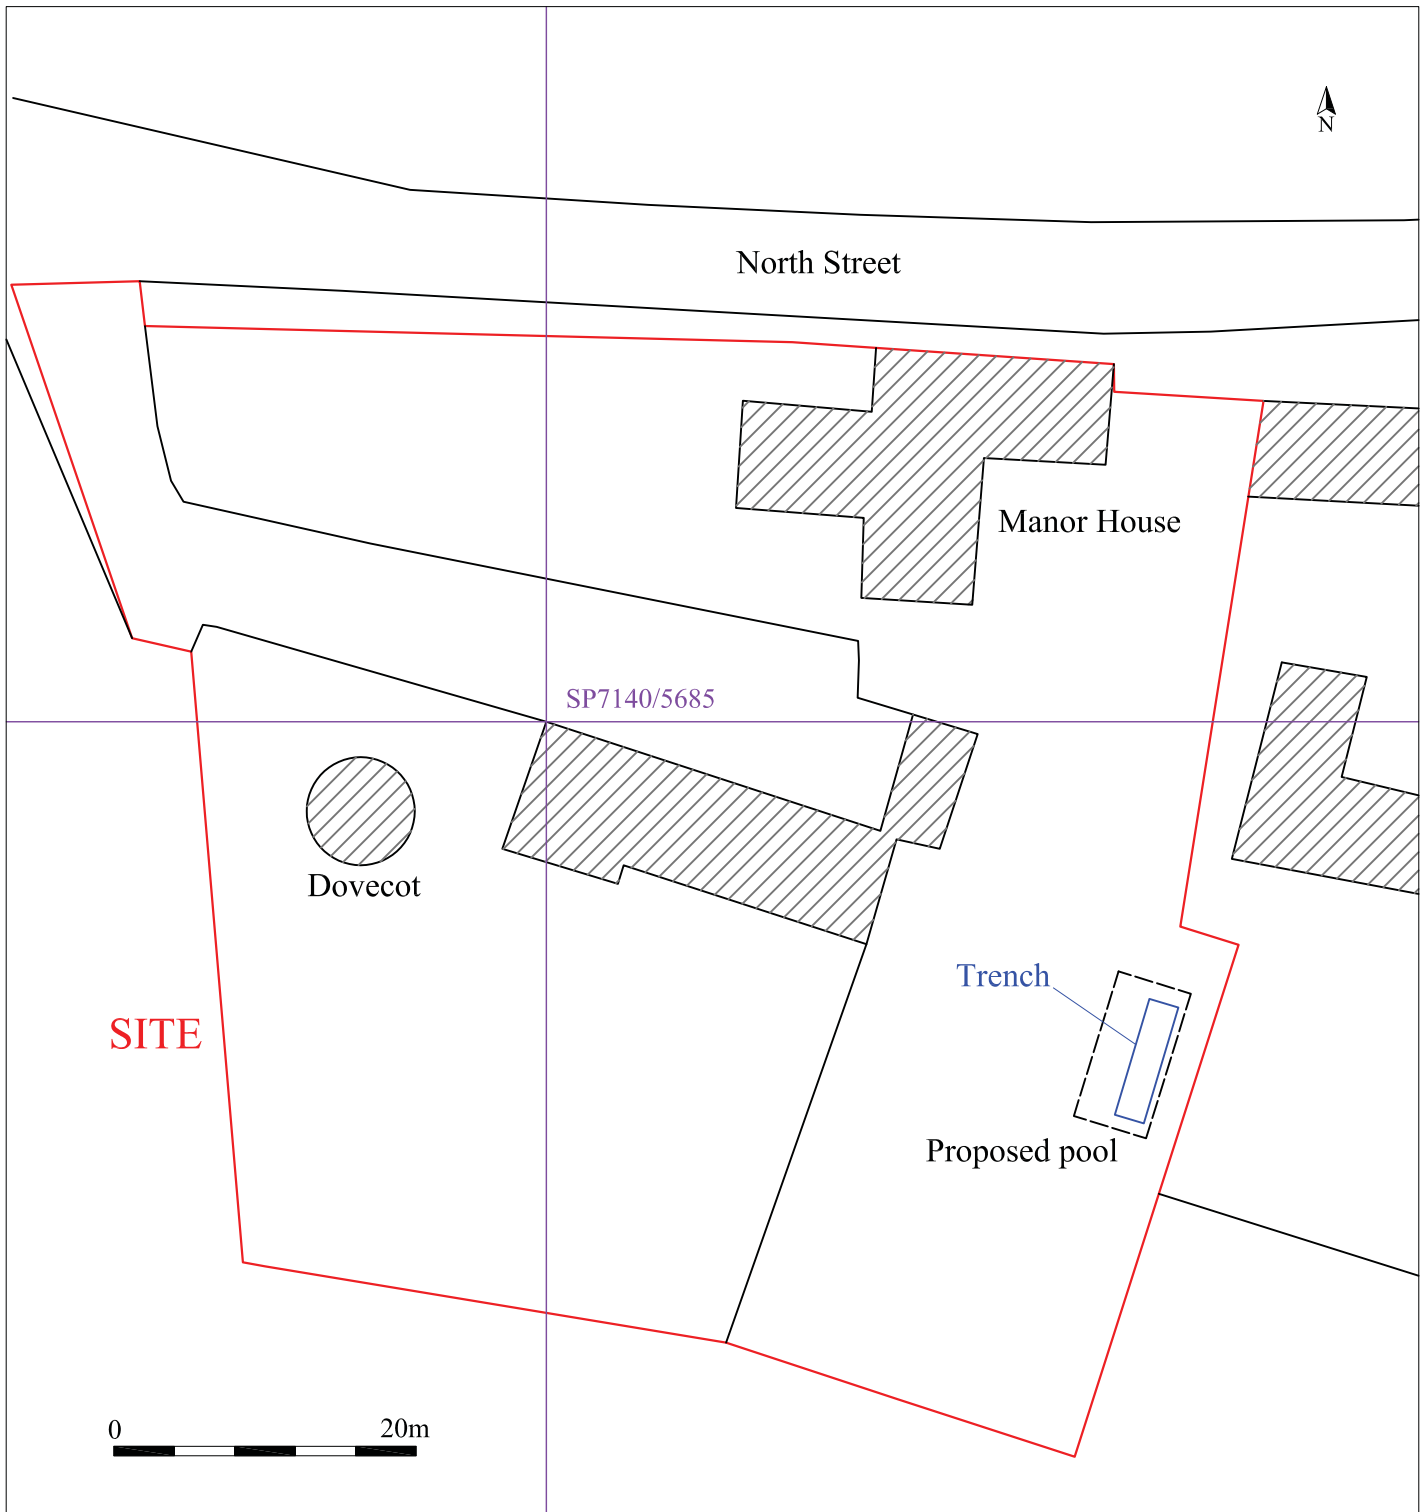 N
North Street
Manor House
SP7140/5685
Dovecot
Trench
SITE
Proposed pool
0 20m